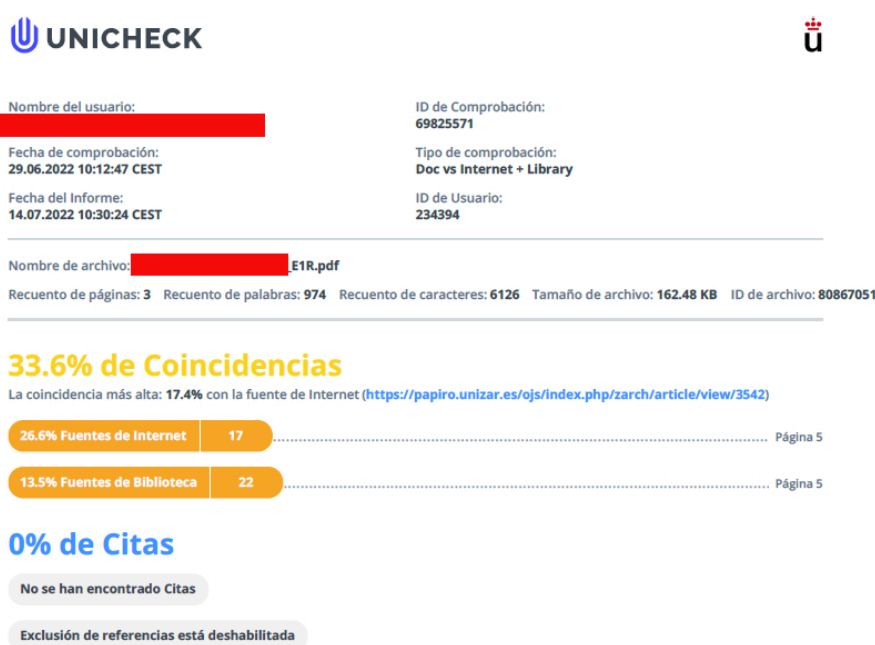 UNICHECK
ü
Nombre del usuario:
ID de Comprobación:
69825571
Fecha de comprobación:
29.06.2022 10:12:47 CEST
Tipo de comprobación:
Doc vs Internet + Library
Fecha del Informe:
14.07.2022 10:30:24 CEST
ID de Usuario:
234394
Nombre de archivo: _E1R.pdf
Recuento de páginas: 3 Recuento de palabras: 974 Recuento de caracteres: 6126 Tamaño de archivo: 162.48 KB ID de archivo: 80867051
33.6% de Coincidencias
La coincidencia más alta: 17.4% con la fuente de Internet (https://papiro.unizar.es/ojs/index.php/zarch/article/view/3542)
26.6% Fuentes de Internet 17 Página 5
13.5% Fuentes de Biblioteca 22 Página 5
0% de Citas
No se han encontrado Citas
Exclusión de referencias está deshabilitada